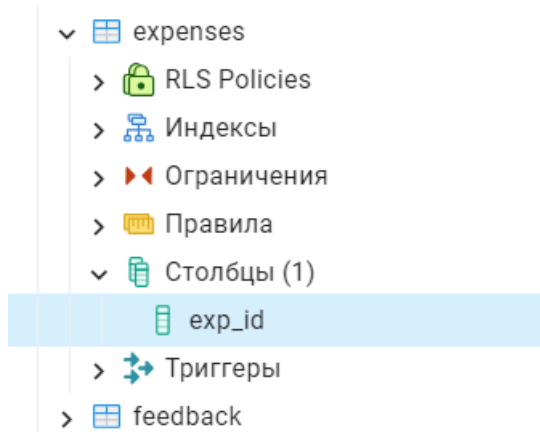 expenses
RLS Policies
Индексы
Ограничения
Правила
Столбцы (1)
exp_id
Триггеры
feedback